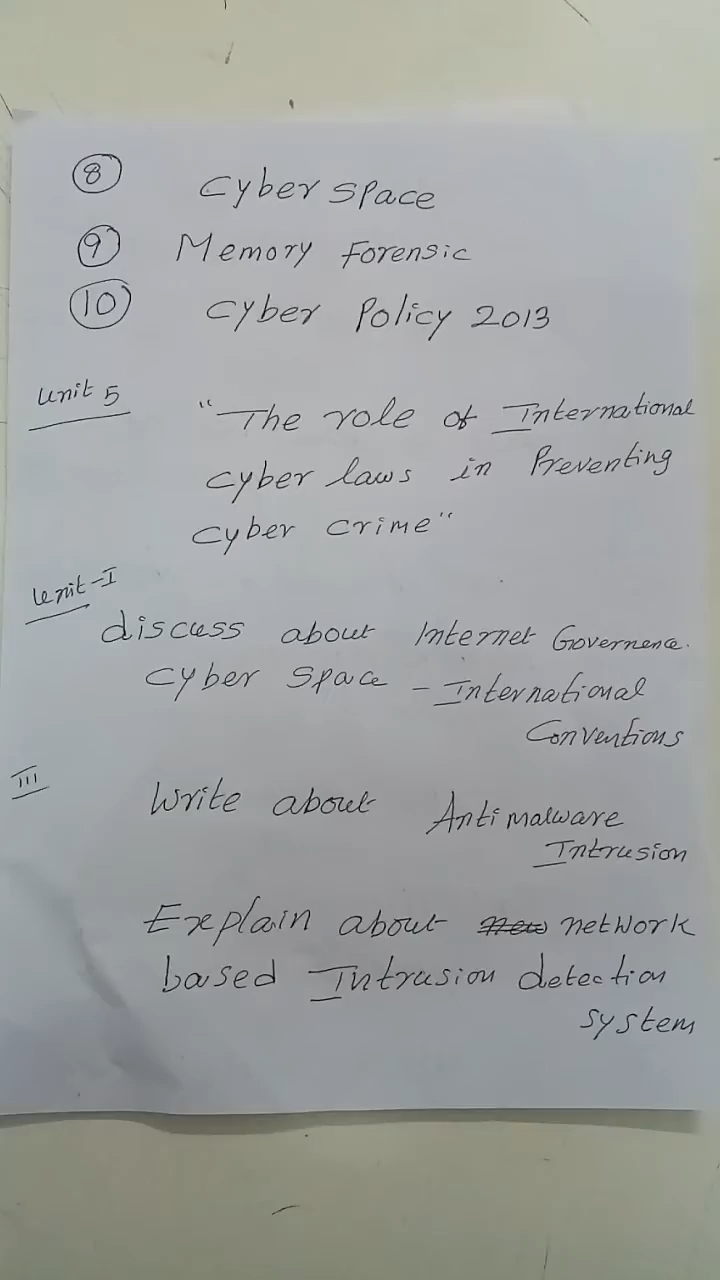 8 Cyber Space
9 Memory Forensic
10 Cyber Policy 2013
Unit 5 "The role of International
Cyber laws in Preventing
Cyber crime"
Unit-I
discuss about Internet Governence.
Cyber Space - International
Conventions
III Write about Antimalware
Intrusion
Explain about new network
based Intrusion detection
system